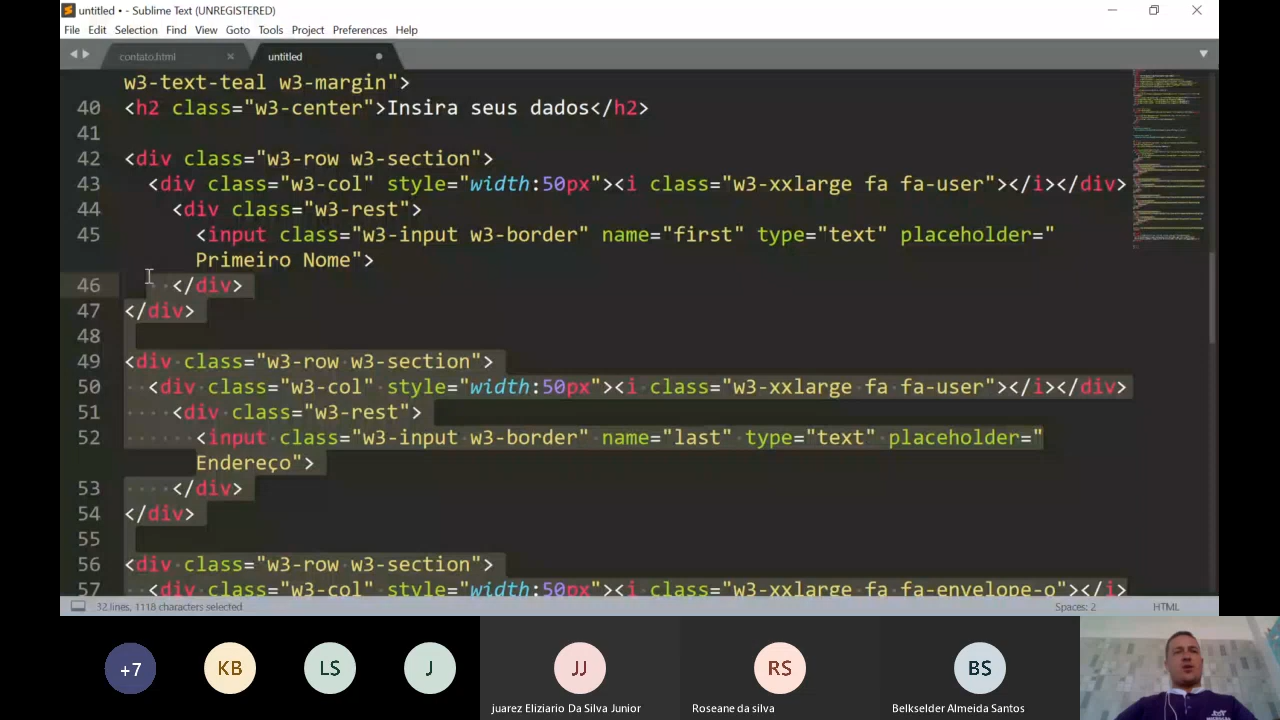 untitled • - Sublime Text (UNREGISTERED)
File Edit Selection Find View Goto Tools Project Preferences Help
contato.html untitled
w3-text-teal w3-margin">
40 <h2 class="w3-center">Insira seus dados</h2>
41
42 <div class="w3-row w3-section">
43 <div class="w3-col" style="width:50px"><i class="w3-xxlarge fa fa-user"></i></div>
44 <div class="w3-rest">
45 <input class="w3-input w3-border" name="first" type="text" placeholder="
Primeiro Nome">
46 </div>
47 </div>
48
49 <div class="w3-row w3-section">
50 <div class="w3-col" style="width:50px"><i class="w3-xxlarge fa fa-user"></i></div>
51 <div class="w3-rest">
52 <input class="w3-input w3-border" name="last" type="text" placeholder="
Endereço">
53 </div>
54 </div>
55
56 <div class="w3-row w3-section">
57 <div class="w3-col" style="width:50px"><i class="w3-xxlarge fa fa-envelope-o"></i>
32 lines, 1118 characters selected Spaces: 2 HTML
+7 KB LS J JJ RS BS
juarez Eliziario Da Silva Junior Roseane da silva Belkselder Almeida Santos